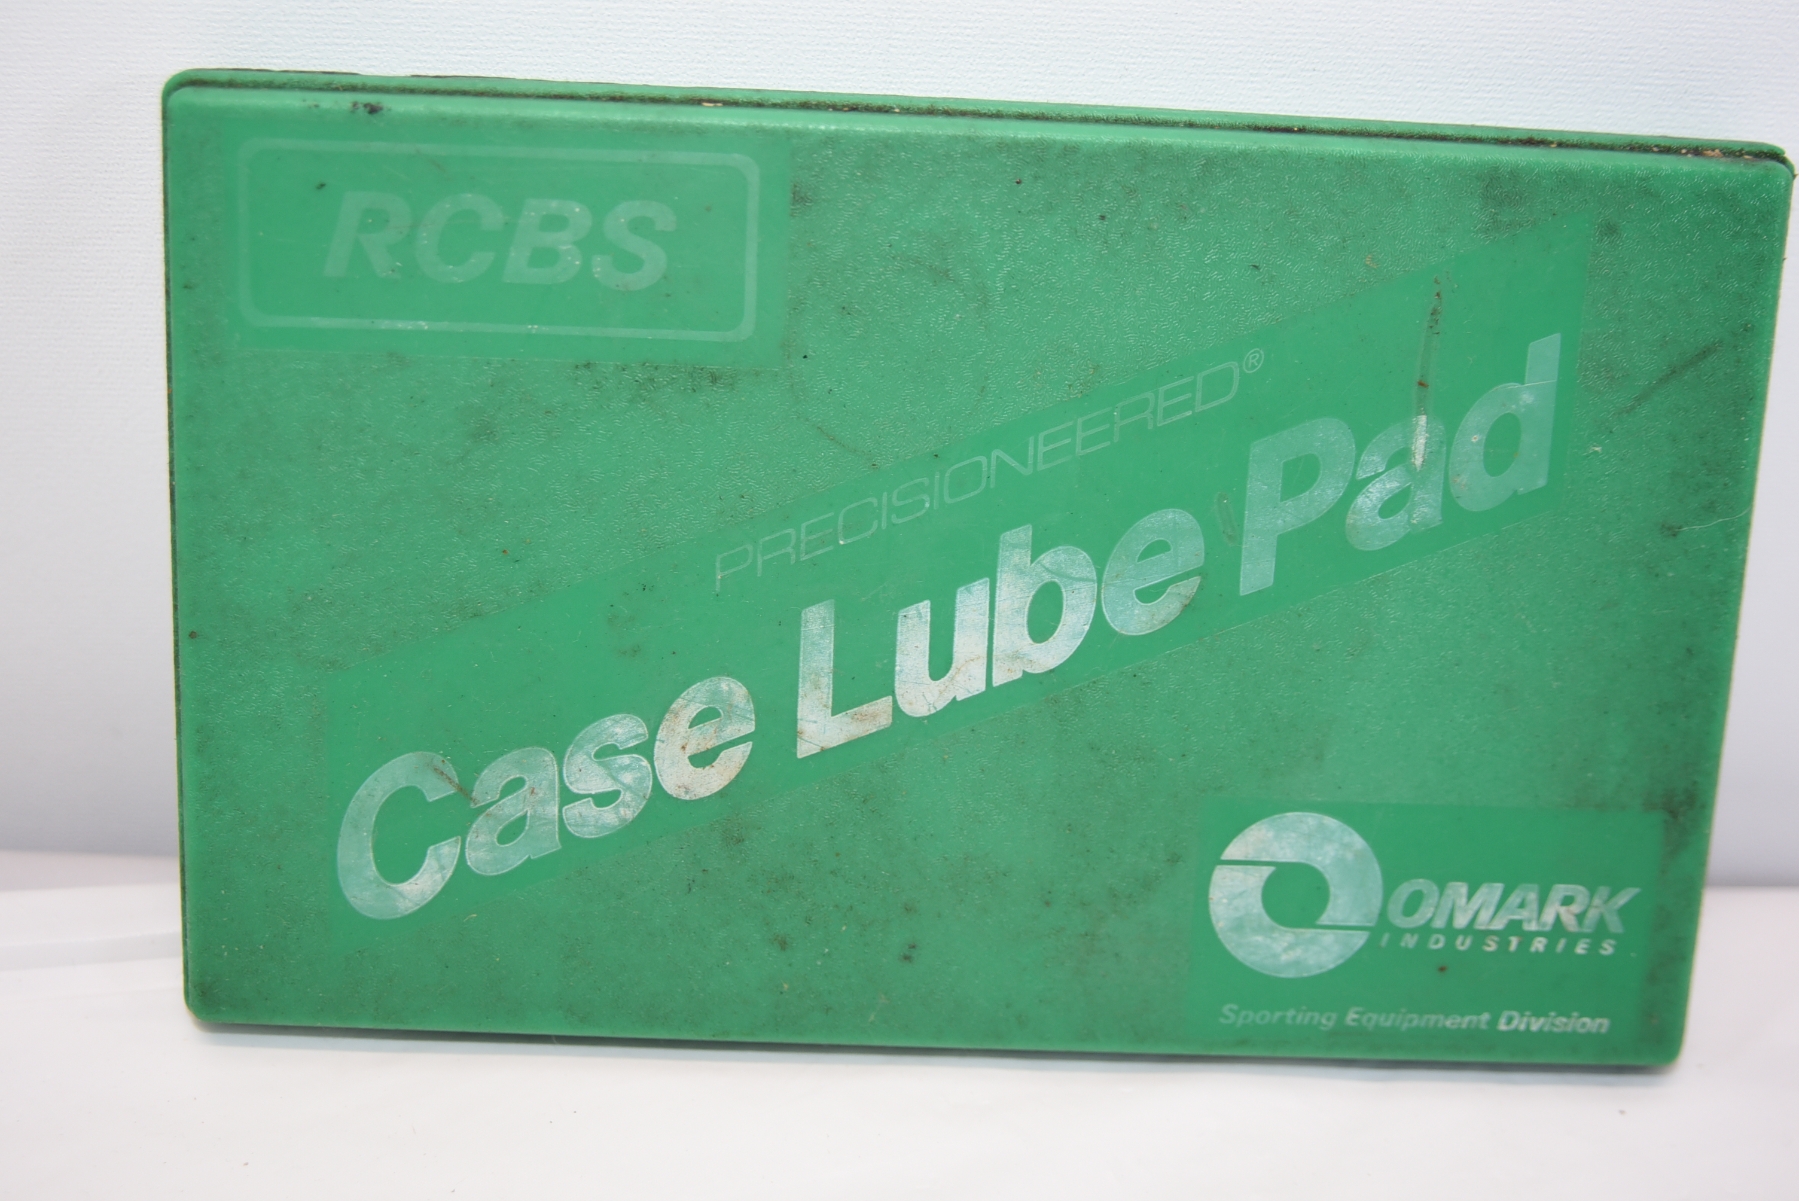 RCBS
PRECISIONEERED®
Case Lube Pad
OMARK
INDUSTRIES
Sporting Equipment Division